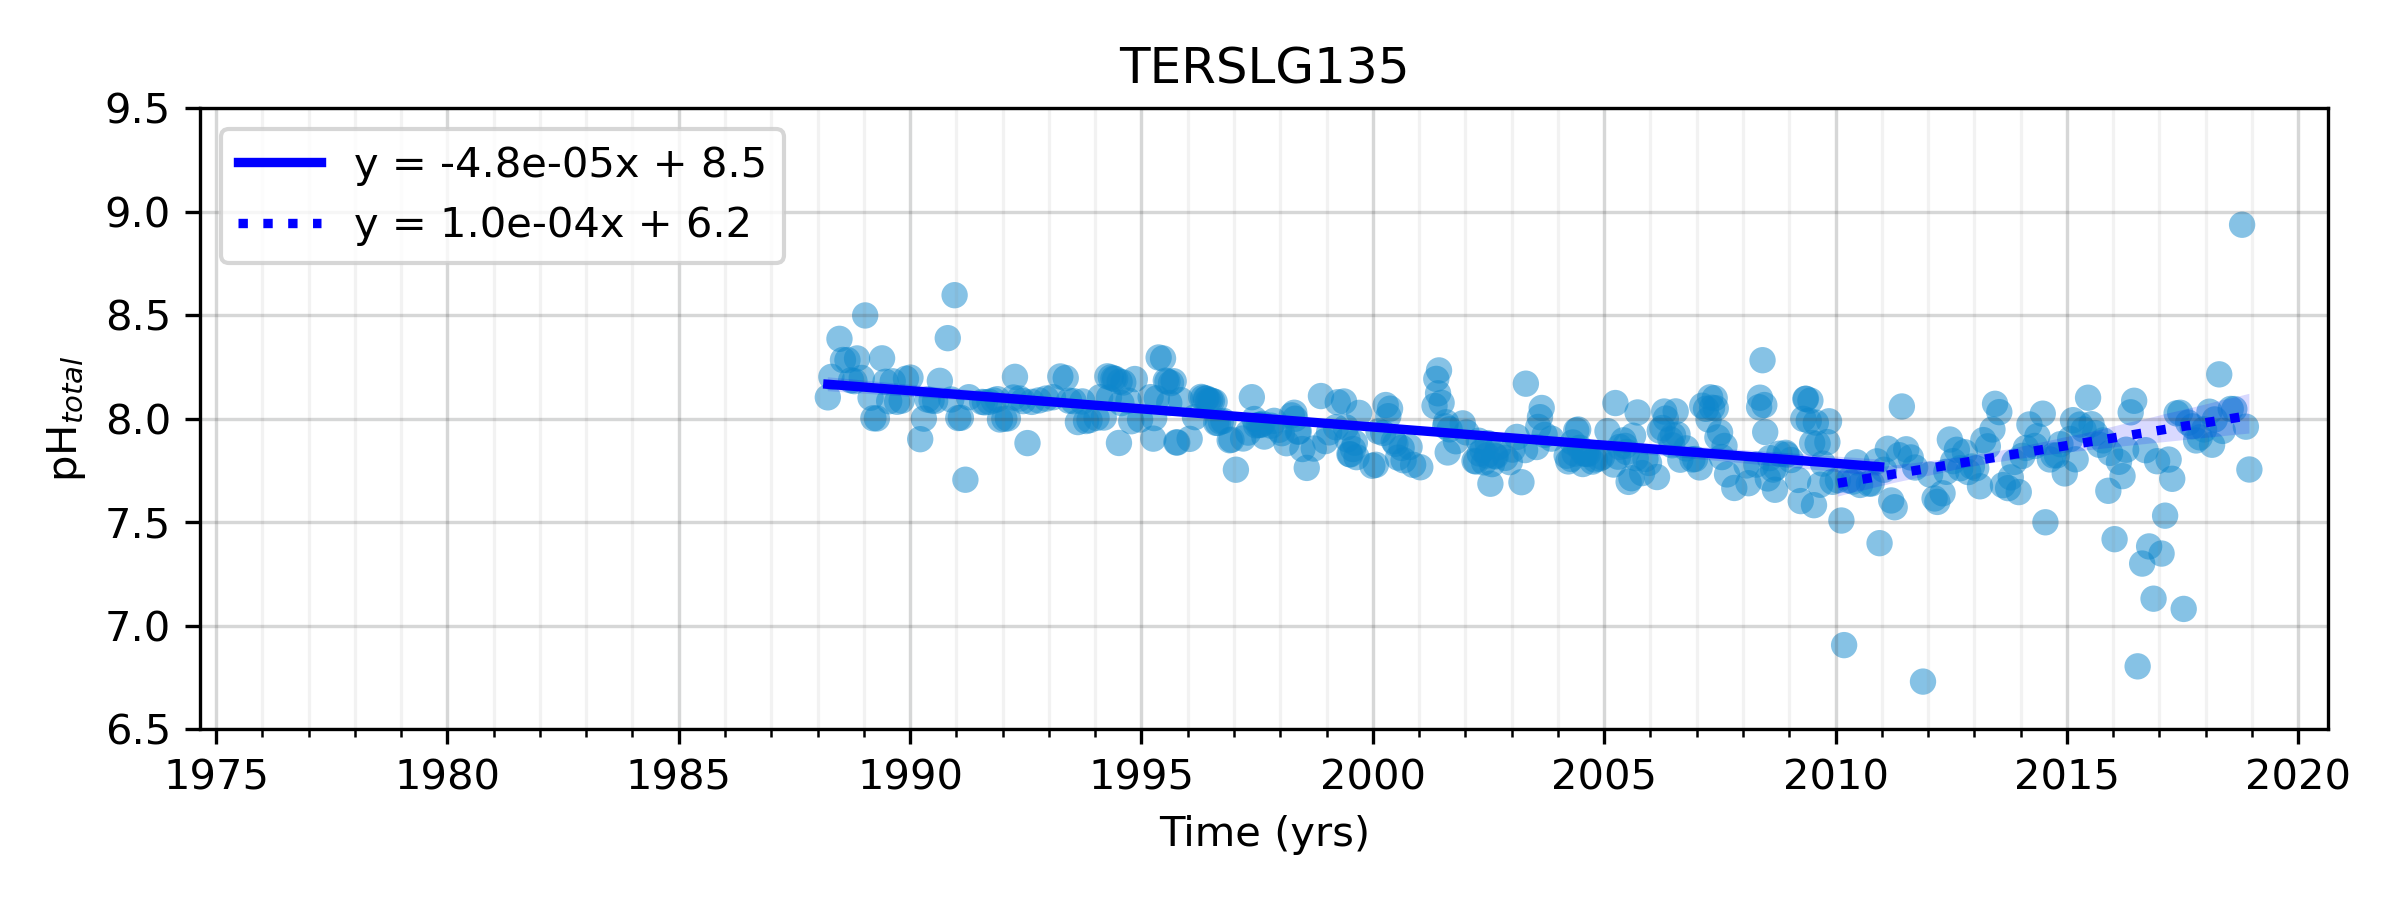 TERSLG135
9.5
9.0
8.5
8.0
7.5
7.0
6.5
pHtotal
y = -4.8e-05x + 8.5
y = 1.0e-04x + 6.2
1975 1980 1985 1990 1995 2000 2005 2010 2015 2020
Time (yrs)